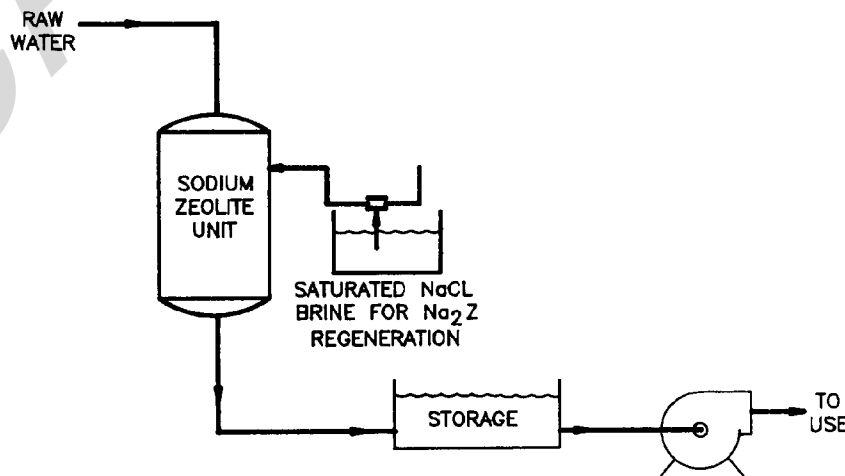 RAW
WATER
SODIUM
ZEOLITE
UNIT
SATURATED NaCL
BRINE FOR Na₂Z
REGENERATION
STORAGE
TO
USE